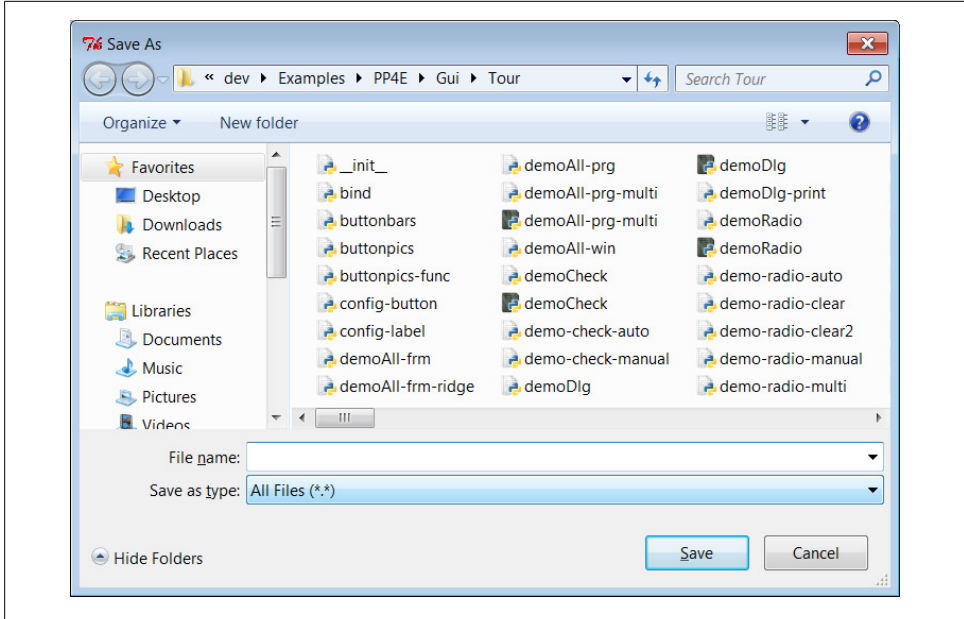 Save As
« dev ▸ Examples ▸ PP4E ▸ Gui ▸ Tour Search Tour
Organize ▾ New folder
Favorites
Desktop
Downloads
Recent Places
Libraries
Documents
Music
Pictures
Videos
__init__ demoAll-prg demoDlg
bind demoAll-prg-multi demoDlg-print
buttonbars demoAll-prg-multi demoRadio
buttonpics demoAll-win demoRadio
buttonpics-func demoCheck demo-radio-auto
config-button demoCheck demo-radio-clear
config-label demo-check-auto demo-radio-clear2
demoAll-frm demo-check-manual demo-radio-manual
demoAll-frm-ridge demoDlg demo-radio-multi
File name:
Save as type: All Files (*.*)
Hide Folders Save Cancel